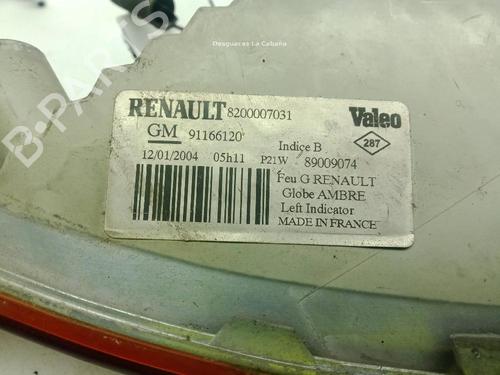 Desguaces La Cabaña
B-PARTS
RENAULT 8200007031 Valeo
GM 91166120 Indice B 287
12/01/2004 05h11 P21W 89009074
Feu G RENAULT
Globe AMBRE
Left Indicator
MADE IN FRANCE